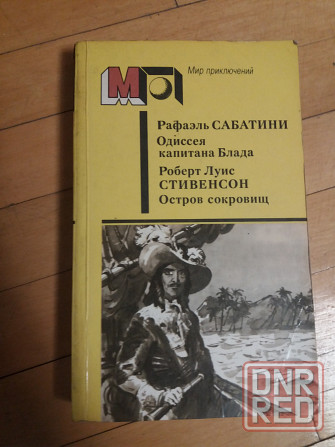 МП
Мир приключений
Рафаэль САБАТИНИ
Одиссея
капитана Блада
Роберт Луис
СТИВЕНСОН
Остров сокровищ
DNR
RED